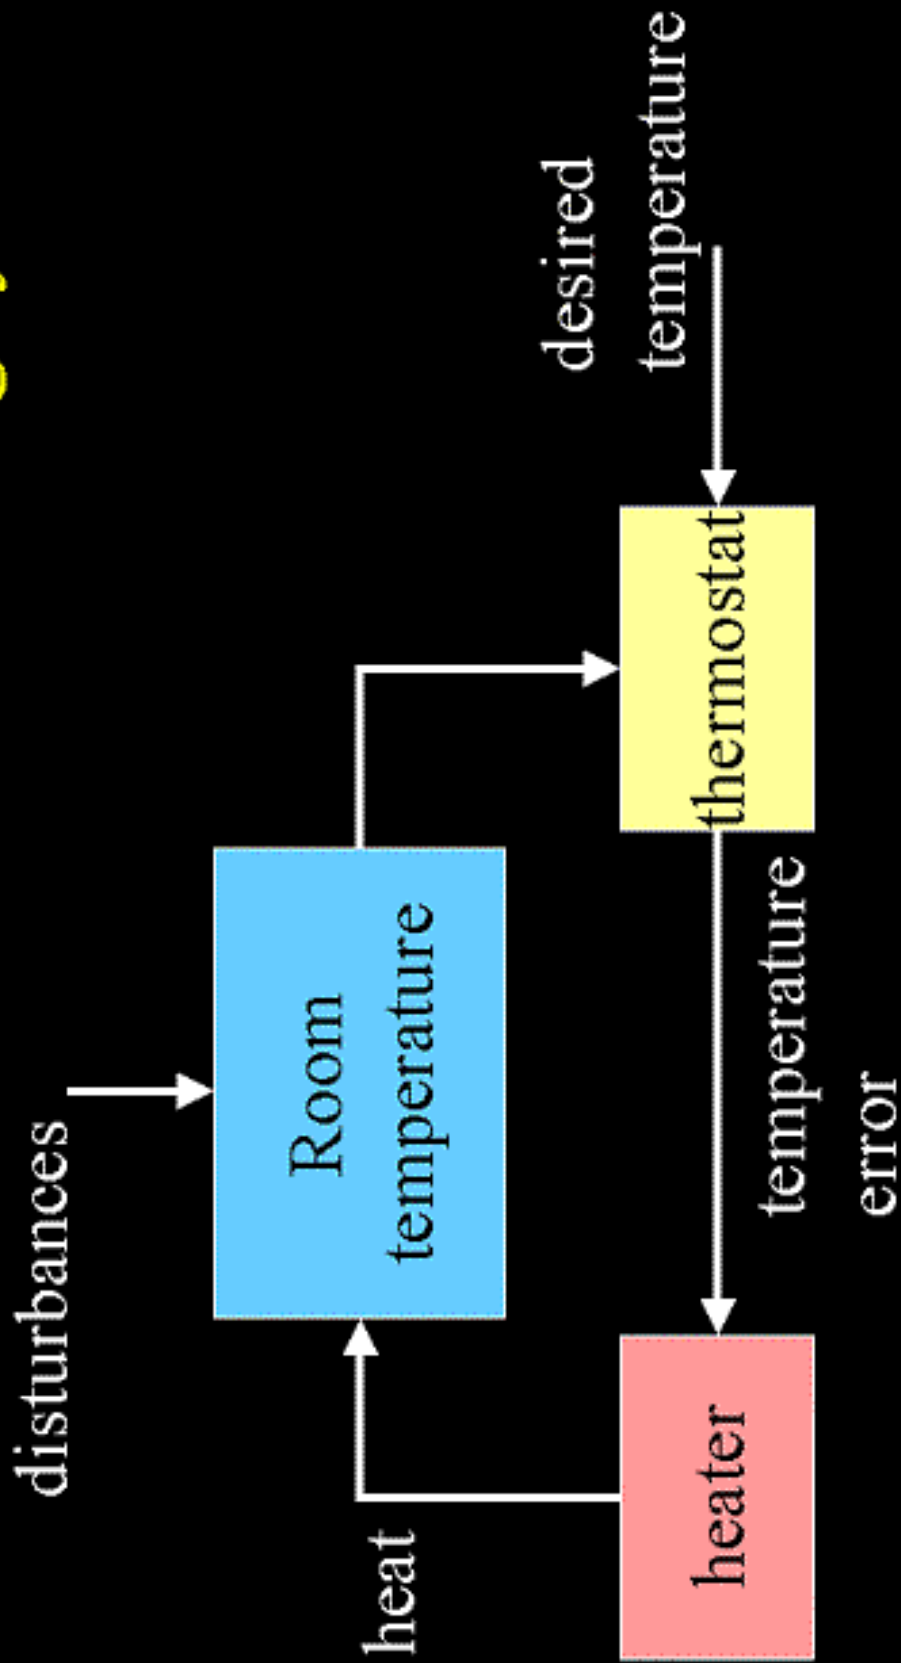 disturbances
Room
temperature
heat
desired
temperature
heater
thermostat
temperature
error